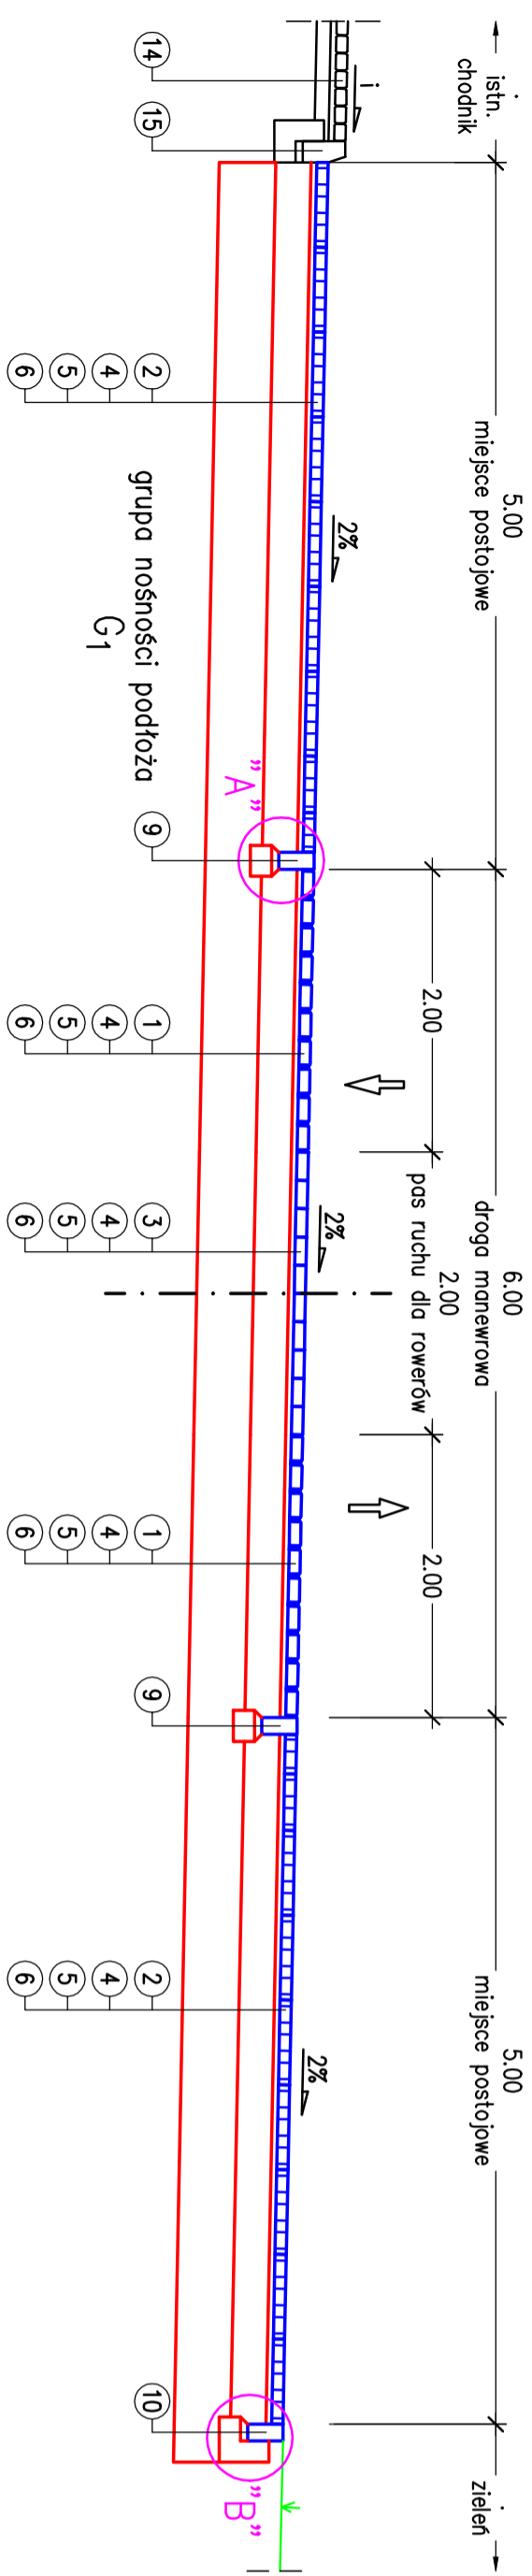 istn.
chodnik
5.00
miejsce postojowe
6.00
droga manewrowa
5.00
miejsce postojowe
zieleń
2.00
2.00
pas ruchu dla rowerów
2.00
i
2%
2%
2%
"A"
"B"
grupa nośności podłoża
G1
14
15
2
4
5
6
9
1
4
5
6
3
4
5
6
1
4
5
6
9
2
4
5
6
10